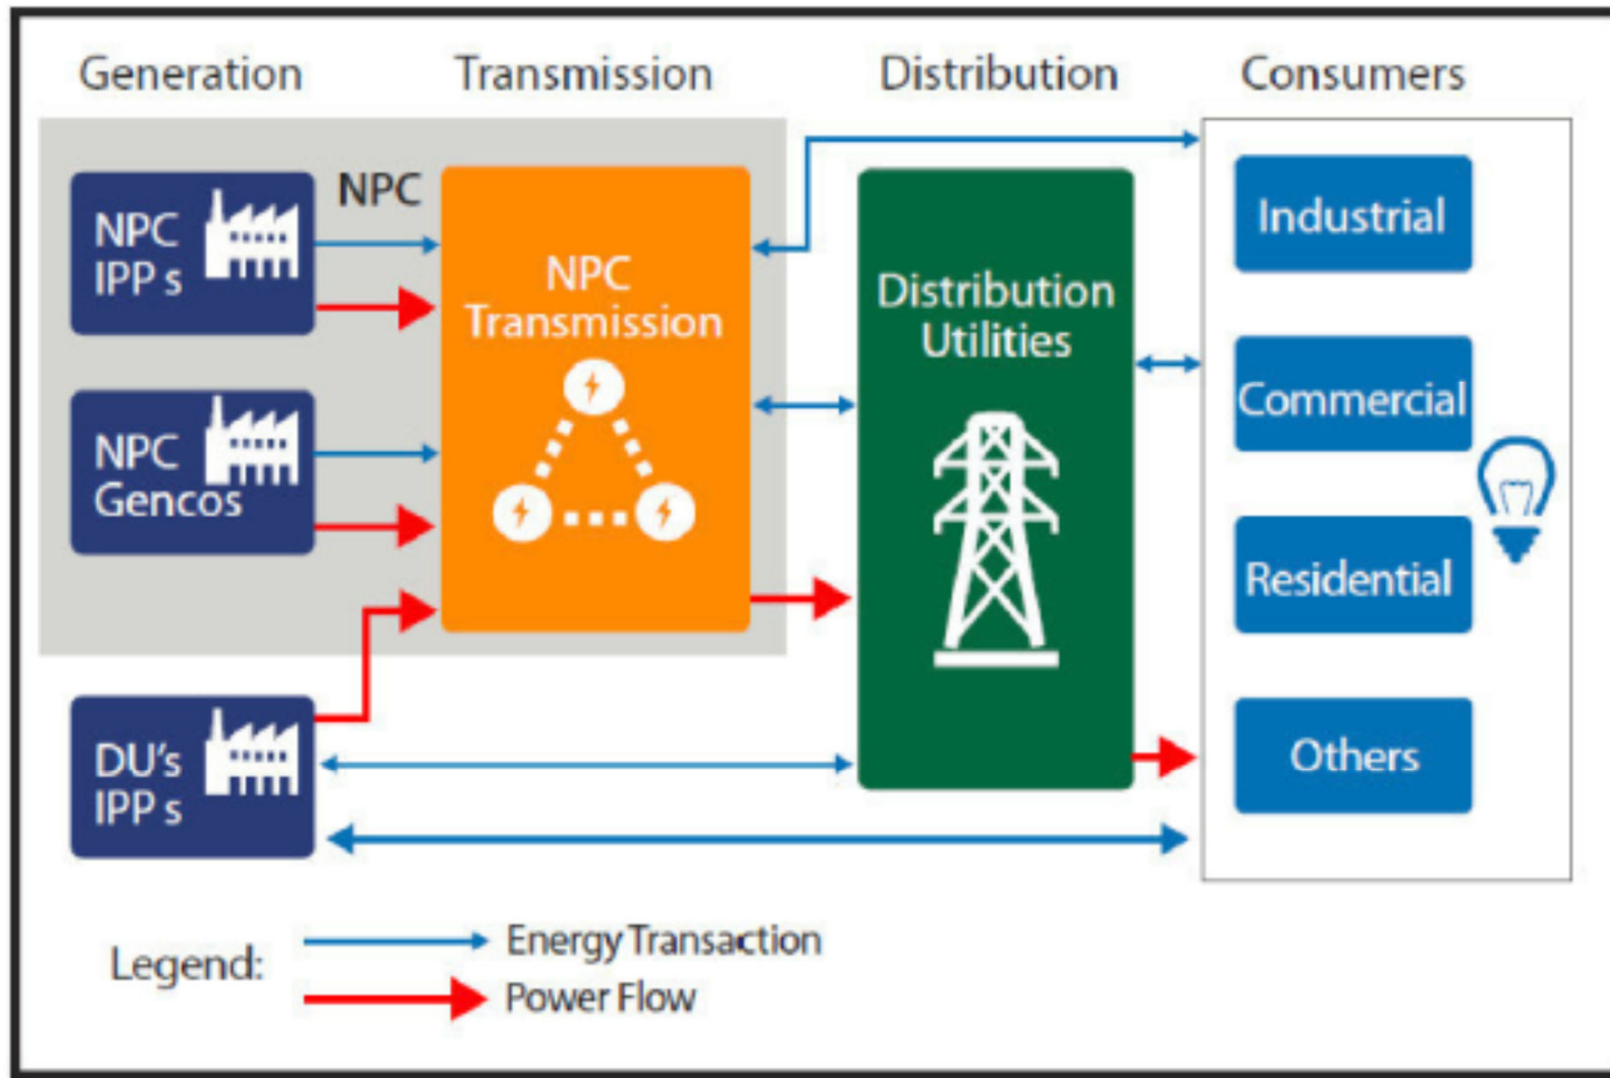 Generation
Transmission
Distribution
Consumers
NPC
NPC
IPP s
NPC
Gencos
DU's
IPP s
NPC
Transmission
Distribution
Utilities
Industrial
Commercial
Residential
Others
Legend:
Energy Transaction
Power Flow